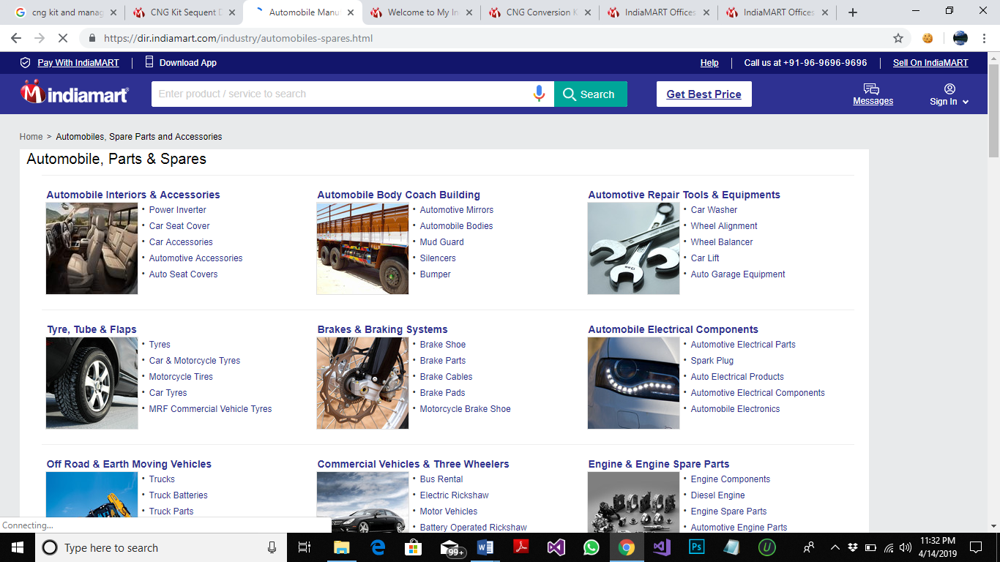 cng kit and manag
CNG Kit Sequent D
Automobile Manuf
Welcome to My In
CNG Conversion K
IndiaMART Offices
IndiaMART Offices
https://dir.indiamart.com/industry/automobiles-spares.html
Pay With IndiaMART
Download App
Help
Call us at +91-96-9696-9696
Sell On IndiaMART
indiamart
Enter product / service to search
Search
Get Best Price
Messages
Sign In
Home > Automobiles, Spare Parts and Accessories
Automobile, Parts & Spares
Automobile Interiors & Accessories
• Power Inverter
• Car Seat Cover
• Car Accessories
• Automotive Accessories
• Auto Seat Covers
Automobile Body Coach Building
• Automotive Mirrors
• Automobile Bodies
• Mud Guard
• Silencers
• Bumper
Automotive Repair Tools & Equipments
• Car Washer
• Wheel Alignment
• Wheel Balancer
• Car Lift
• Auto Garage Equipment
Tyre, Tube & Flaps
• Tyres
• Car & Motorcycle Tyres
• Motorcycle Tires
• Car Tyres
• MRF Commercial Vehicle Tyres
Brakes & Braking Systems
• Brake Shoe
• Brake Parts
• Brake Cables
• Brake Pads
• Motorcycle Brake Shoe
Automobile Electrical Components
• Automotive Electrical Parts
• Spark Plug
• Auto Electrical Products
• Automotive Electrical Components
• Automobile Electronics
Off Road & Earth Moving Vehicles
• Trucks
• Truck Batteries
• Truck Parts
Commercial Vehicles & Three Wheelers
• Bus Rental
• Electric Rickshaw
• Motor Vehicles
• Battery Operated Rickshaw
Engine & Engine Spare Parts
• Engine Components
• Diesel Engine
• Engine Spare Parts
• Automotive Engine Parts
Connecting...
Type here to search
99+
Ps
11:32 PM
4/14/2019